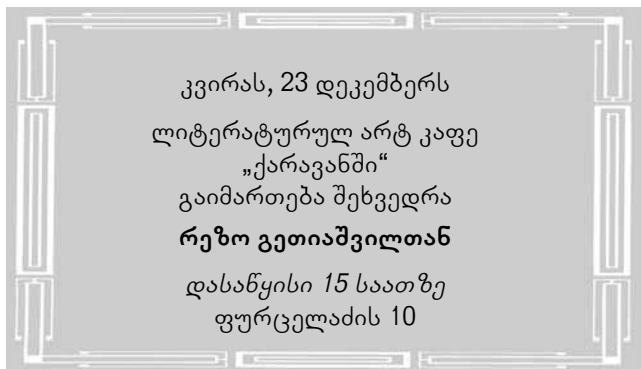 კვირას, 23 დეკემბერს
ლიტერატურულ არტ კაფე
„ქარავანში“
გაიმართება შეხვედრა
რეზო გეთიაშვილთან
დასაწყისი 15 საათზე
ფურცელაძის 10